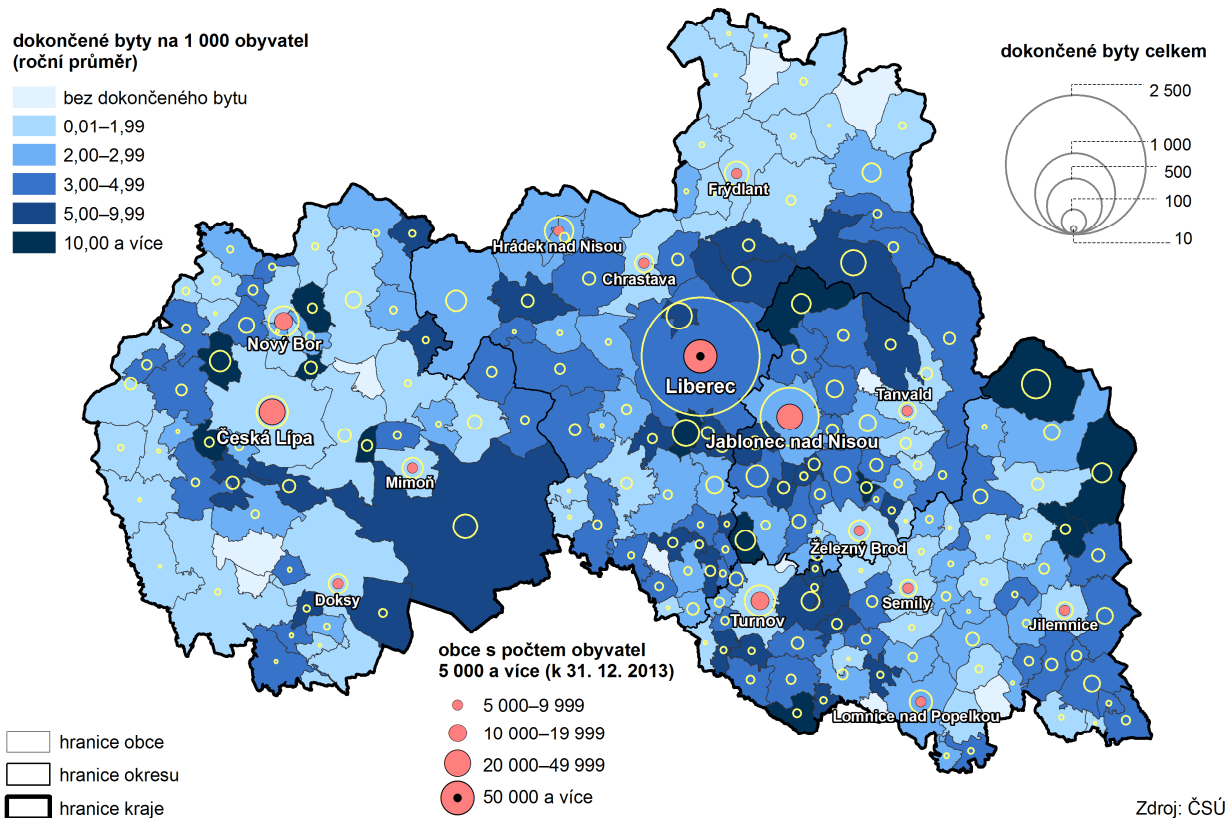 dokončené byty na 1 000 obyvatel
(roční průměr)
bez dokončeného bytu
0,01–1,99
2,00–2,99
3,00–4,99
5,00–9,99
10,00 a více
dokončené byty celkem
2 500
1 000
500
100
10
Frýdlant
Hrádek nad Nisou
Chrastava
Nový Bor
Liberec
Tanvald
Česká Lípa
Jablonec nad Nisou
Mimoň
Železný Brod
Doksy
Turnov
Semily
Jilemnice
Lomnice nad Popelkou
obce s počtem obyvatel
5 000 a více (k 31. 12. 2013)
5 000–9 999
10 000–19 999
20 000–49 999
50 000 a více
hranice obce
hranice okresu
hranice kraje
Zdroj: ČSÚ